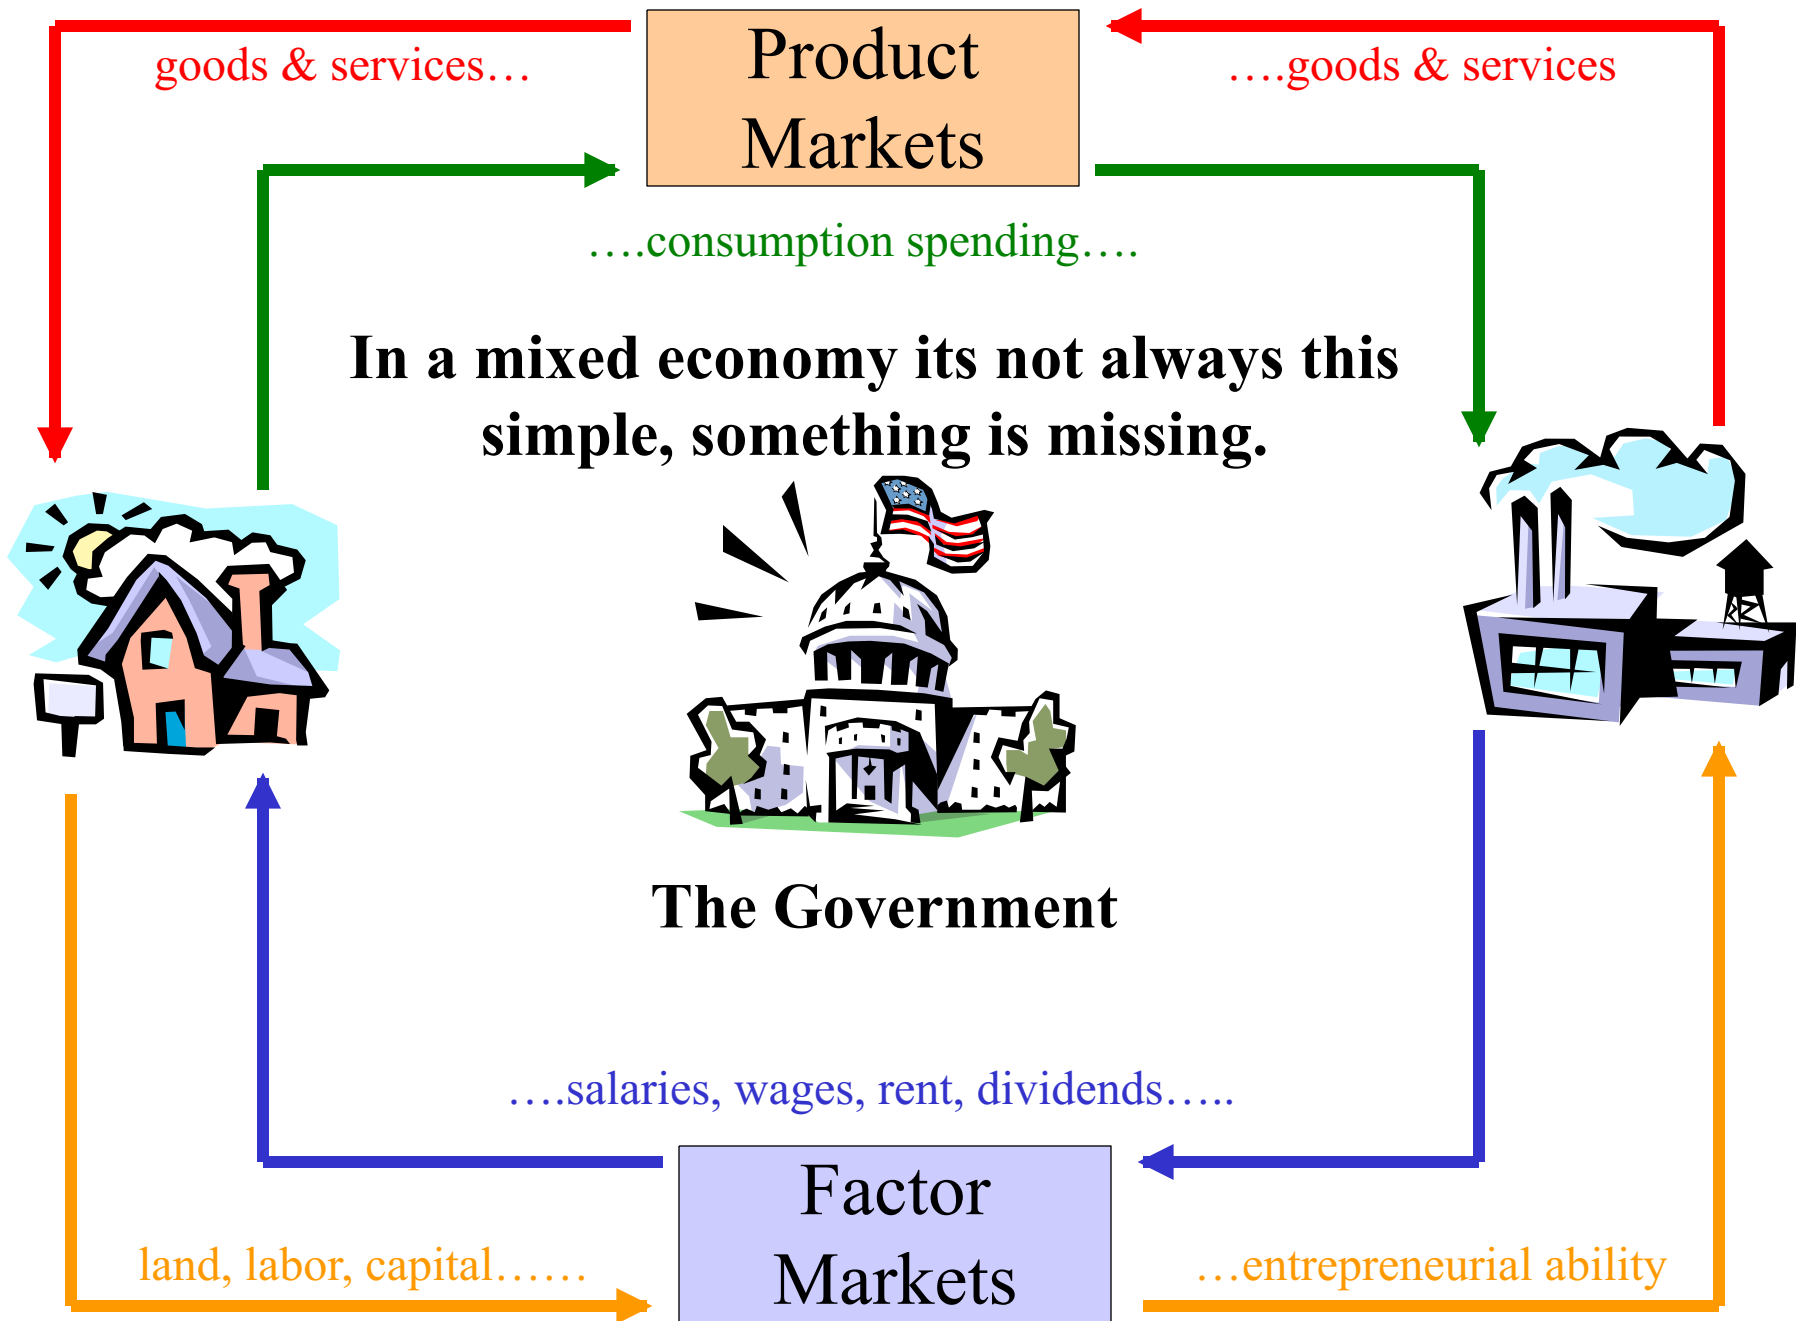 Product
Markets
goods & services…
….goods & services
….consumption spending….
In a mixed economy its not always this
simple, something is missing.
The Government
….salaries, wages, rent, dividends…..
Factor
Markets
land, labor, capital……
…entrepreneurial ability